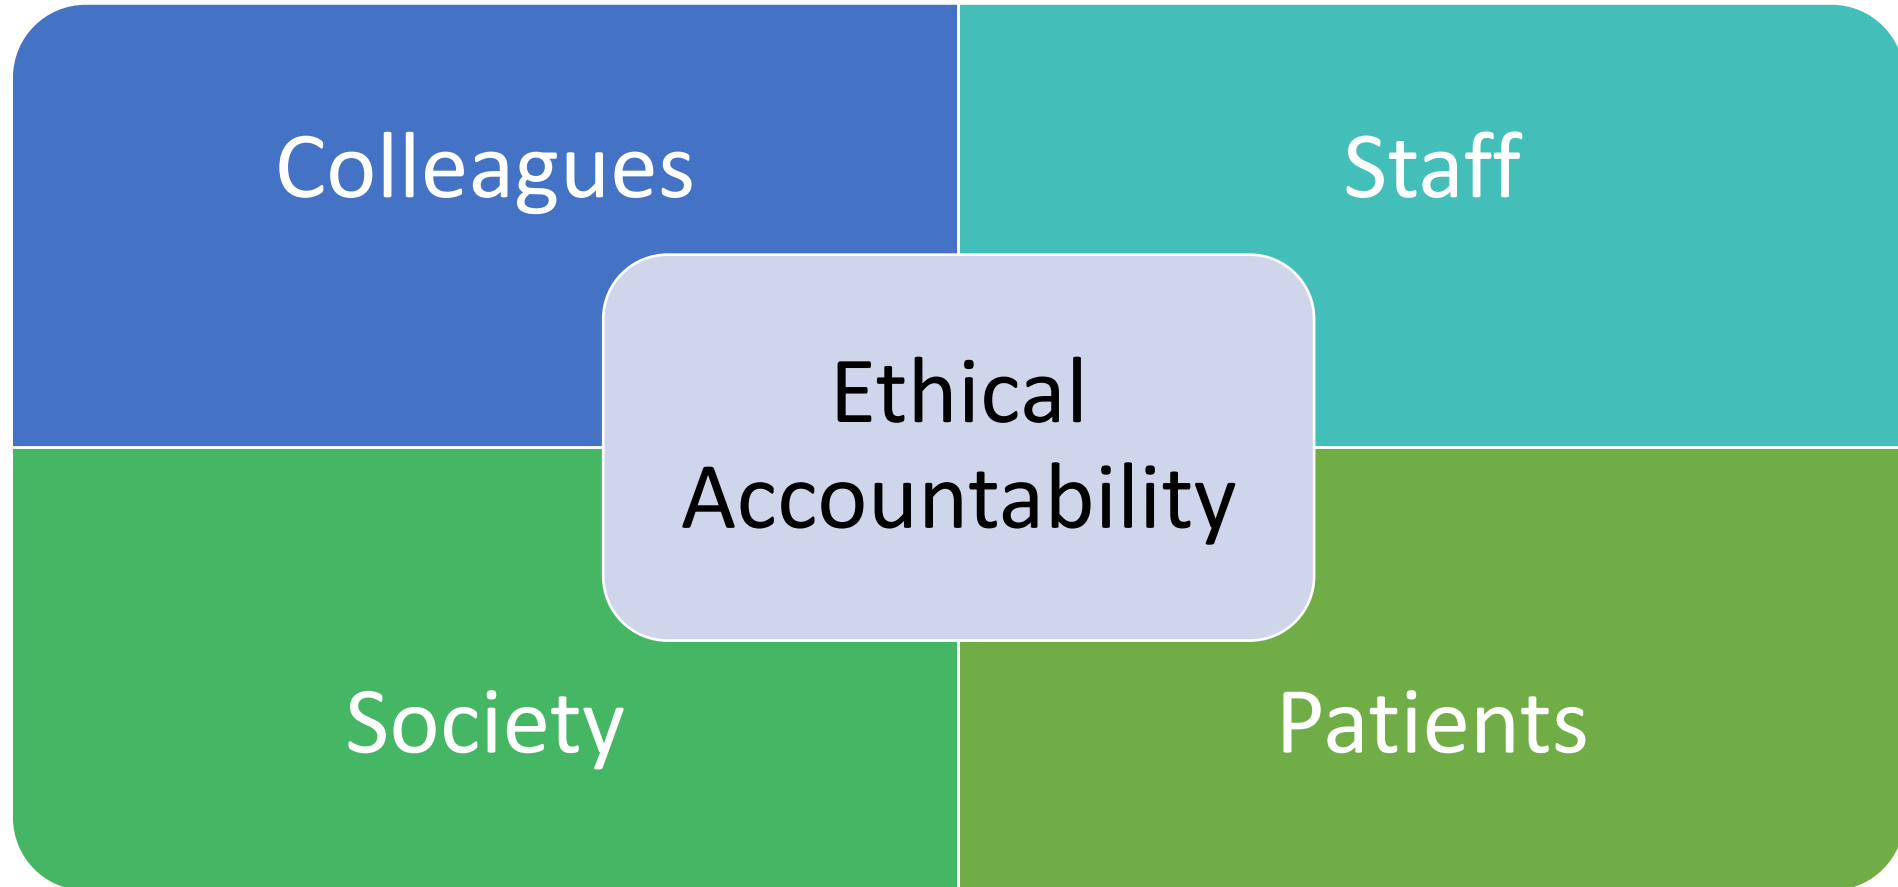 Colleagues
Staff
Ethical
Accountability
Society
Patients